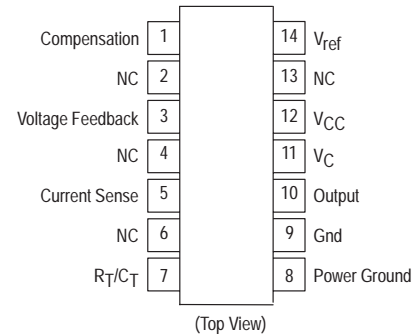 Compensation 1 14 Vref
NC 2 13 NC
Voltage Feedback 3 12 VCC
NC 4 11 VC
Current Sense 5 10 Output
NC 6 9 Gnd
RT/CT 7 8 Power Ground
(Top View)